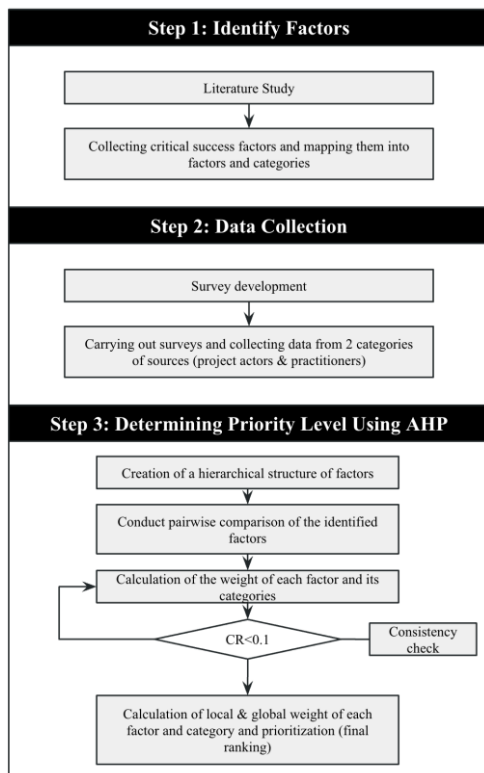 Step 1: Identify Factors
Literature Study
Collecting critical success factors and mapping them into
factors and categories
Step 2: Data Collection
Survey development
Carrying out surveys and collecting data from 2 categories
of sources (project actors & practitioners)
Step 3: Determining Priority Level Using AHP
Creation of a hierarchical structure of factors
Conduct pairwise comparison of the identified
factors
Calculation of the weight of each factor and its
categories
CR<0.1
Consistency
check
Calculation of local & global weight of each
factor and category and prioritization (final
ranking)